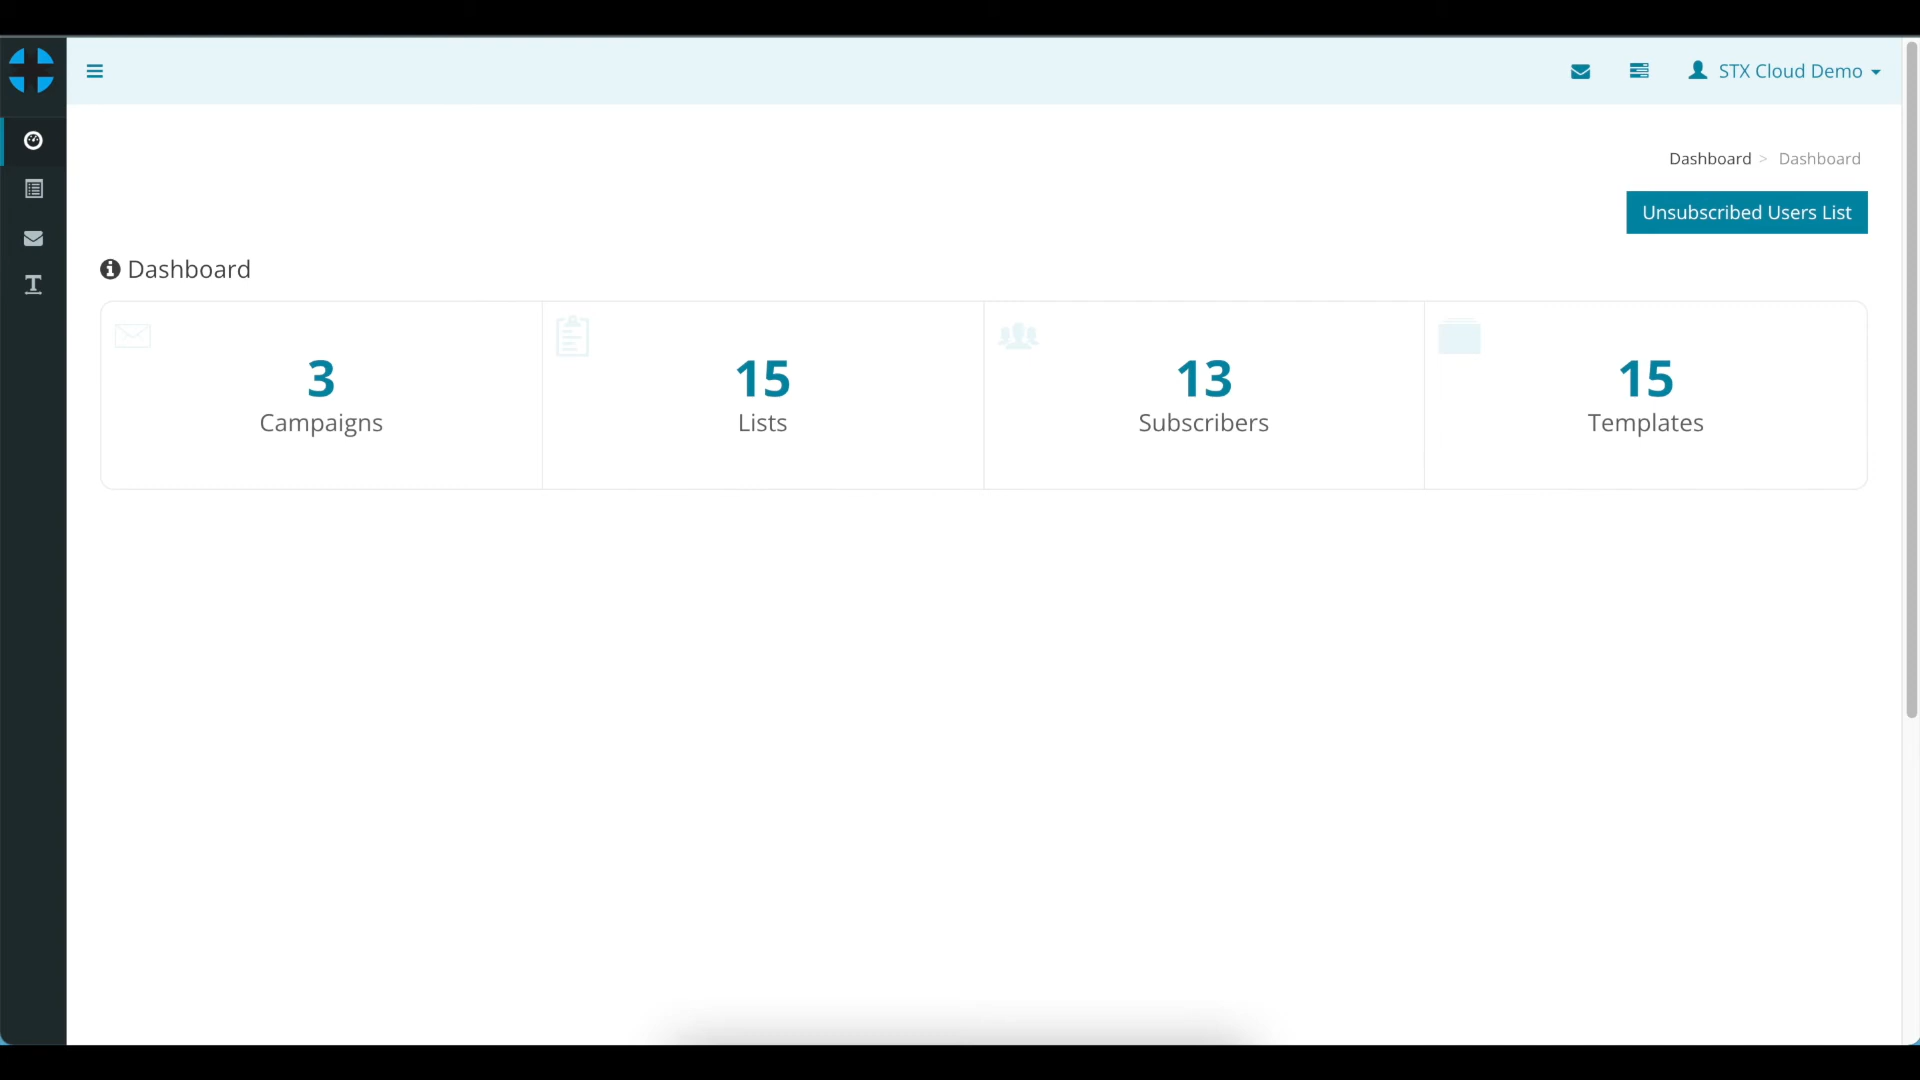 STX Cloud Demo
Dashboard > Dashboard
Unsubscribed Users List
Dashboard
3
Campaigns
15
Lists
13
Subscribers
15
Templates